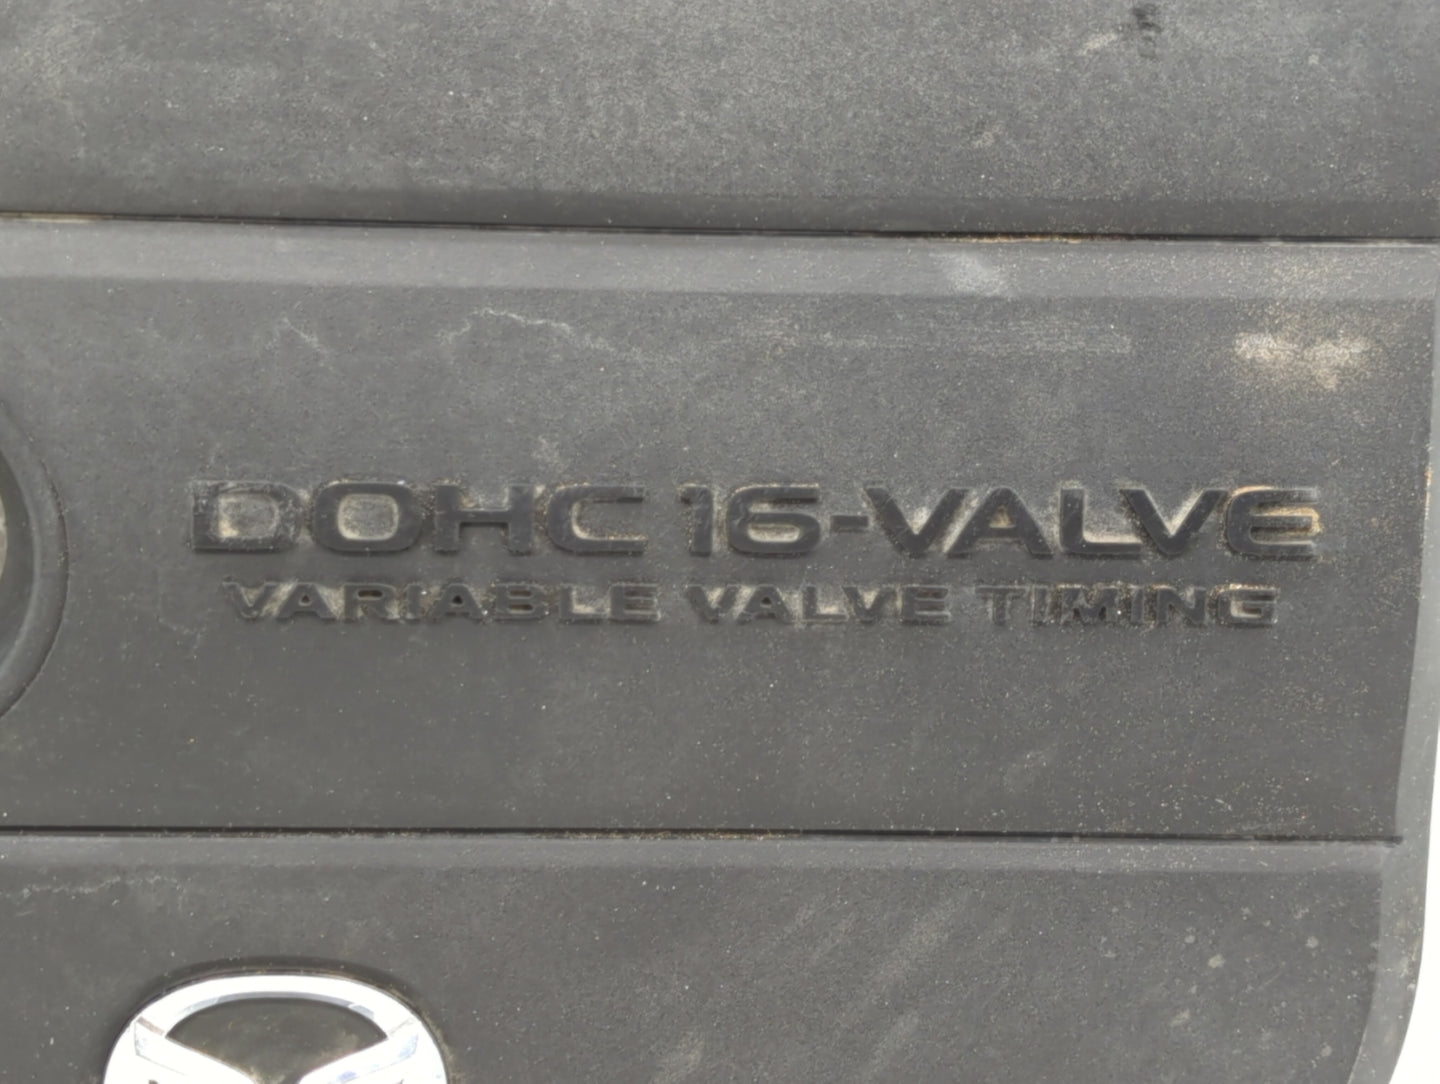 DOHC 16-VALVE
VARIABLE VALVE TIMING